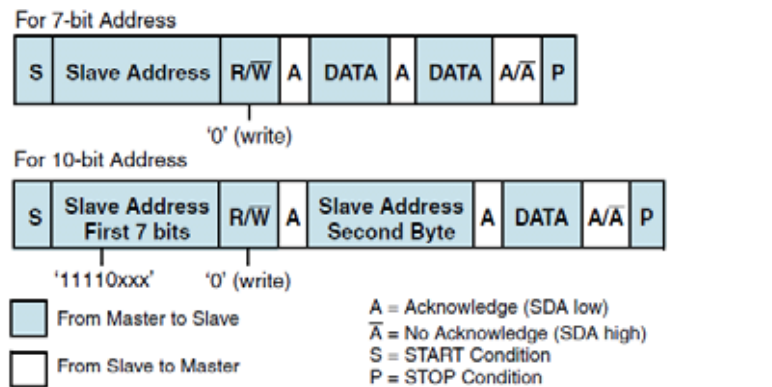 For 7-bit Address
S Slave Address R/W̅ A DATA A DATA A/A̅ P
'0' (write)
For 10-bit Address
S Slave Address First 7 bits R/W̅ A Slave Address Second Byte A DATA A/A̅ P
'11110xxx' '0' (write)
From Master to Slave
From Slave to Master
A = Acknowledge (SDA low)
A̅ = No Acknowledge (SDA high)
S = START Condition
P = STOP Condition